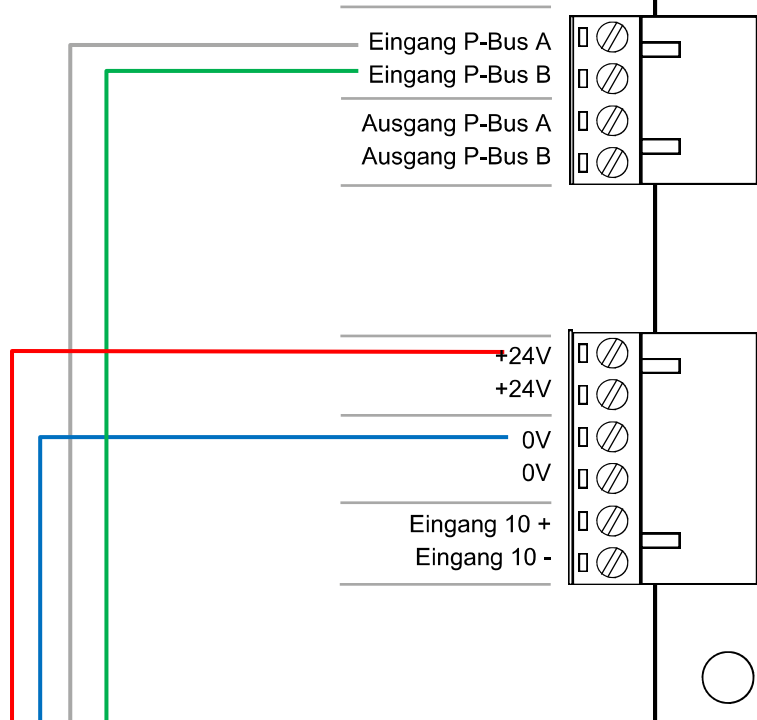 Eingang P-Bus A
Eingang P-Bus B
Ausgang P-Bus A
Ausgang P-Bus B
+24V
+24V
0V
0V
Eingang 10 +
Eingang 10 -